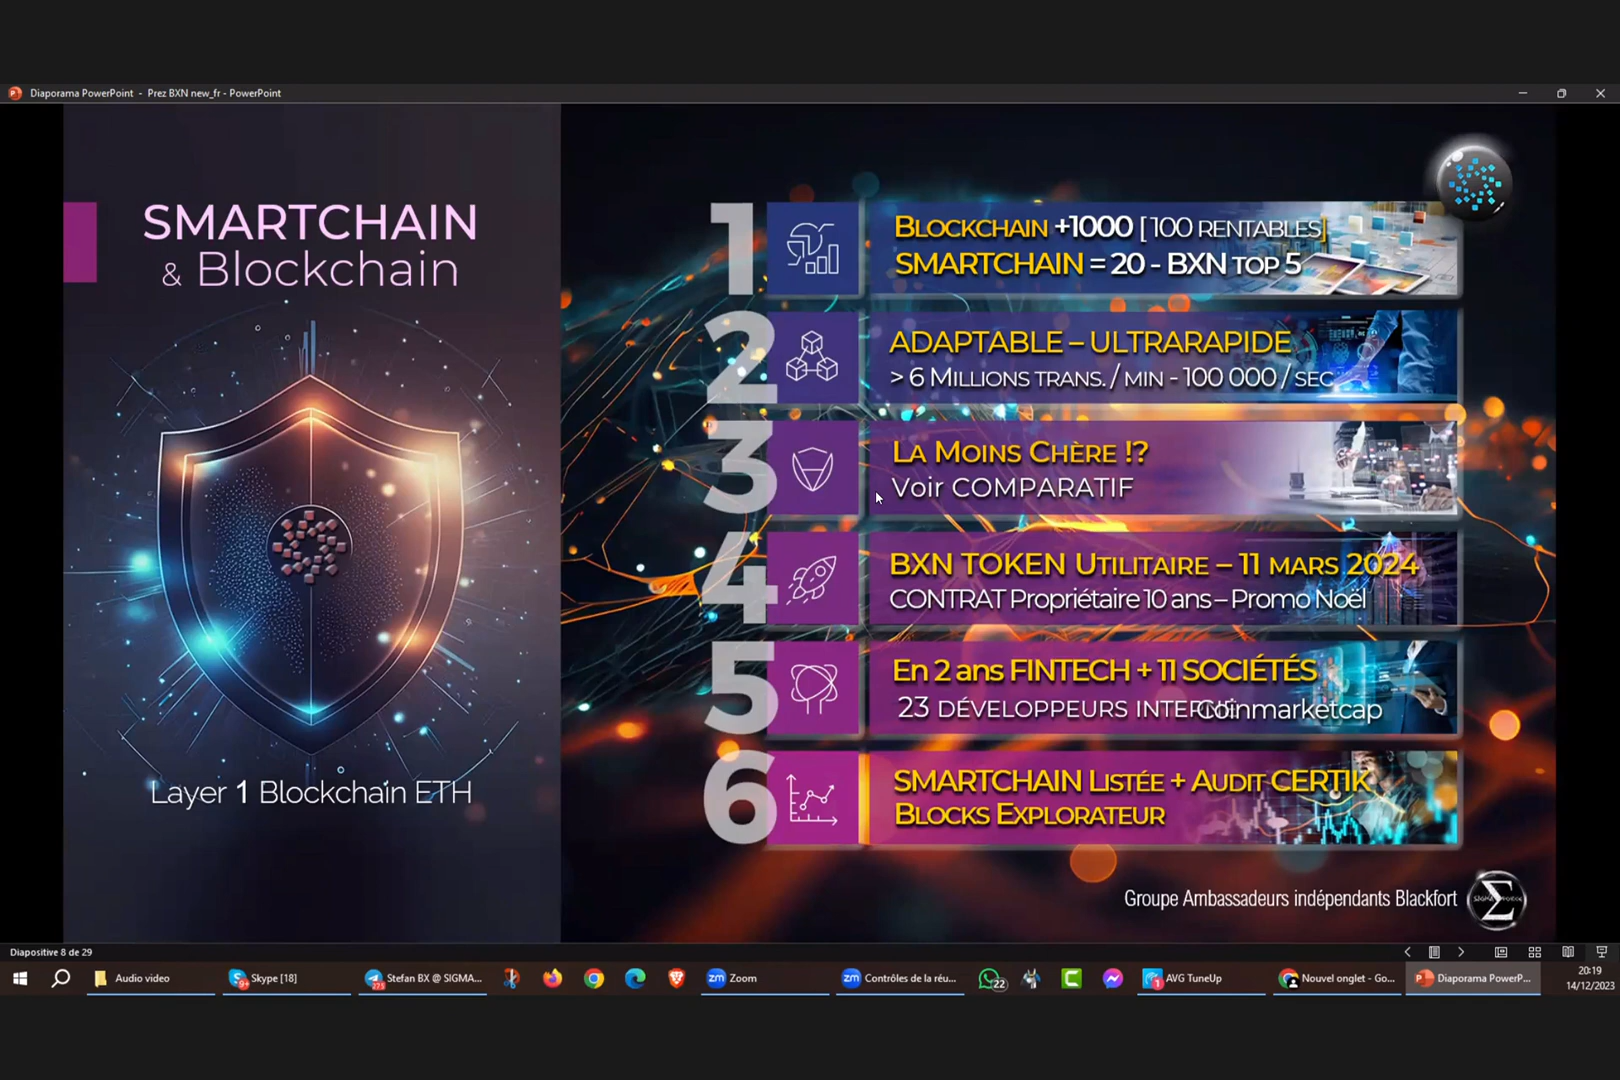 Diaporama PowerPoint - Prez BXN new_fr - PowerPoint
SMARTCHAIN
& Blockchain
Layer 1 Blockchain ETH
1
BLOCKCHAIN +1000 [ 100 RENTABLES]
SMARTCHAIN = 20 - BXN TOP 5
2
ADAPTABLE – ULTRARAPIDE
> 6 MILLIONS TRANS. / MIN - 100 000 / SEC
3
LA MOINS CHÈRE !?
Voir COMPARATIF
4
BXN TOKEN UTILITAIRE – 11 MARS 2024
CONTRAT Propriétaire 10 ans – Promo Noël
5
En 2 ans FINTECH + 11 SOCIÉTÉS
23 DÉVELOPPEURS Coinmarketcap
6
SMARTCHAIN LISTÉE + AUDIT CERTIK
BLOCKS EXPLORATEUR
Groupe Ambassadeurs indépendants Blackfort
Diapositive 8 de 29
Audio video
Skype [18]
Stefan BX @ SIGMA...
Zoom
Contrôles de la réu...
22
AVG TuneUp
Nouvel onglet - Go...
Diaporama PowerP...
20:19
14/12/2023